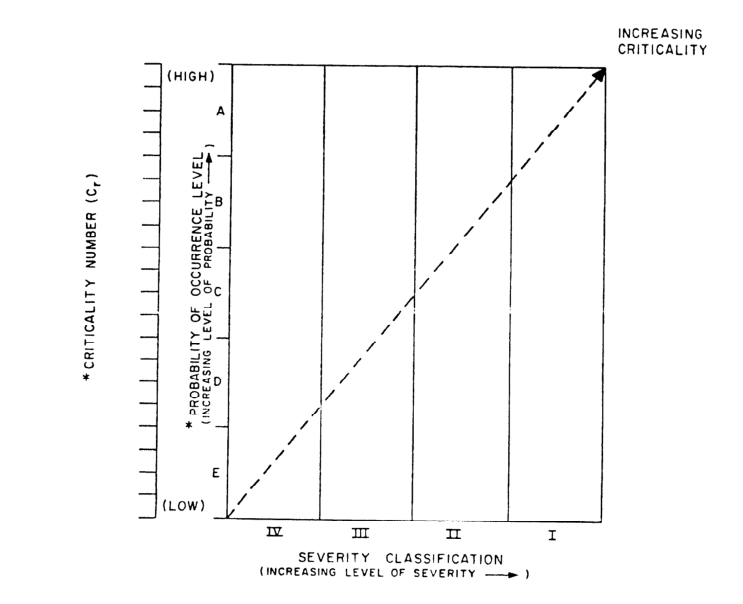 INCREASING
CRITICALITY
(HIGH)
A
B
C
D
E
(LOW)
* CRITICALITY NUMBER (Cr)
* PROBABILITY OF OCCURRENCE LEVEL
(INCREASING LEVEL OF PROBABILITY → )
IV III II I
SEVERITY CLASSIFICATION
(INCREASING LEVEL OF SEVERITY → )